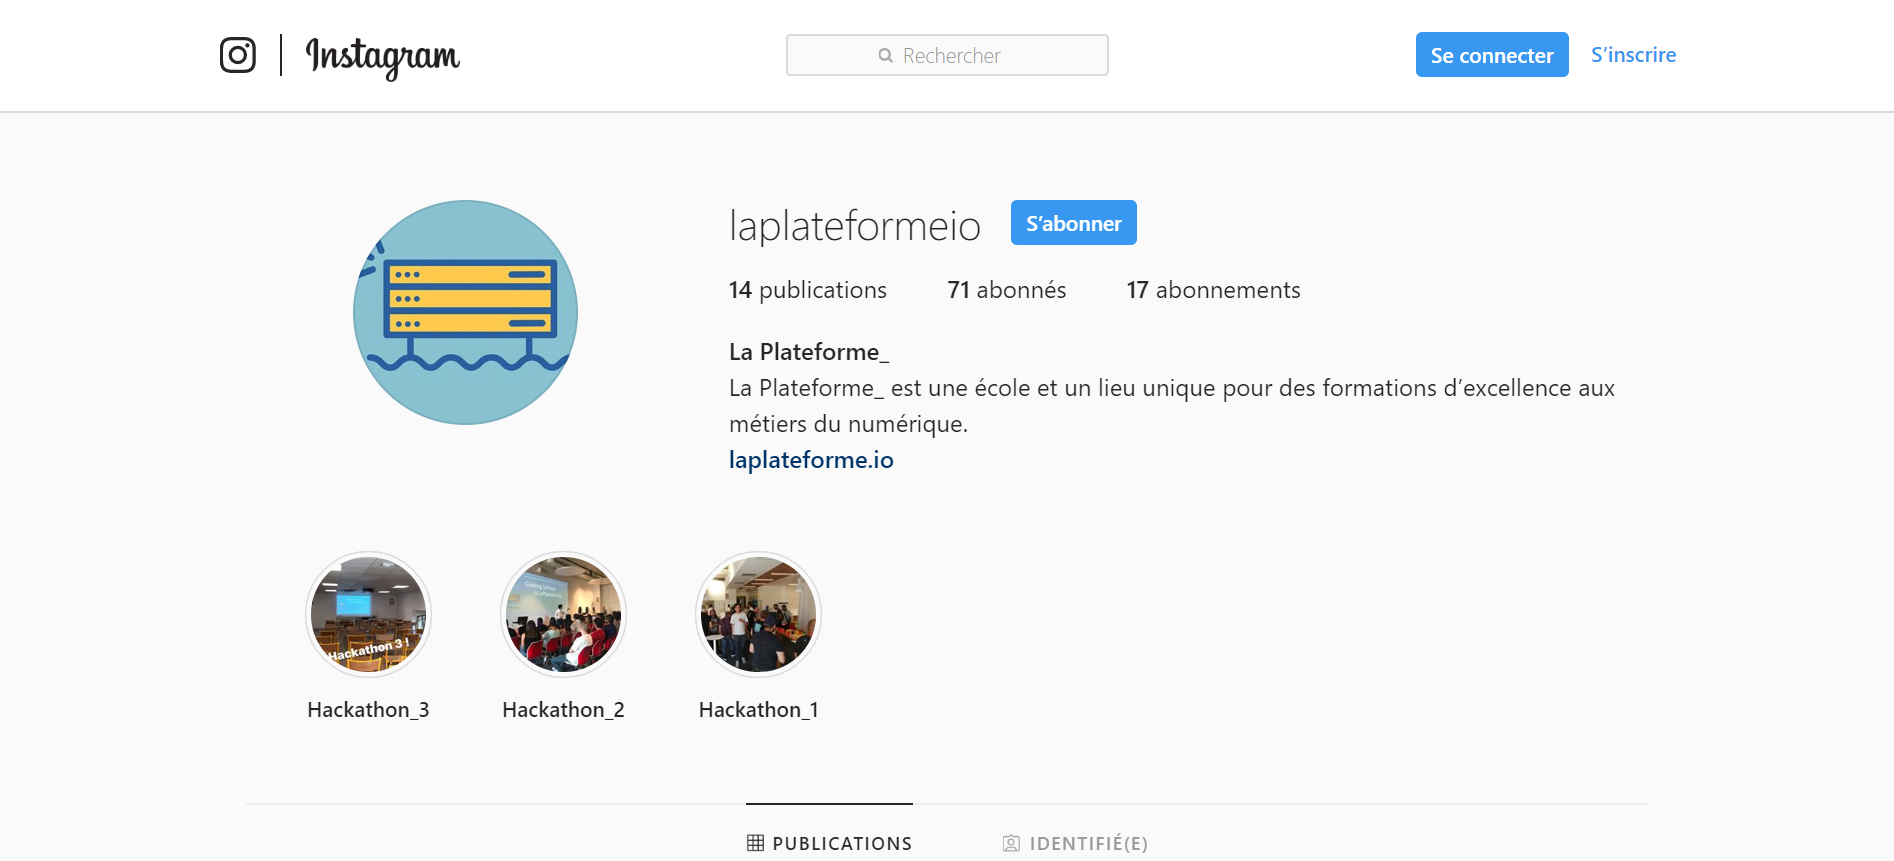 Instagram
Rechercher
Se connecter
S'inscrire
laplateformeio
S'abonner
14 publications
71 abonnés
17 abonnements
La Plateforme_
La Plateforme_ est une école et un lieu unique pour des formations d'excellence aux
métiers du numérique.
laplateforme.io
Hackathon 3 !
Coding School
Hackathon_3
Hackathon_2
Hackathon_1
PUBLICATIONS
IDENTIFIÉ(E)